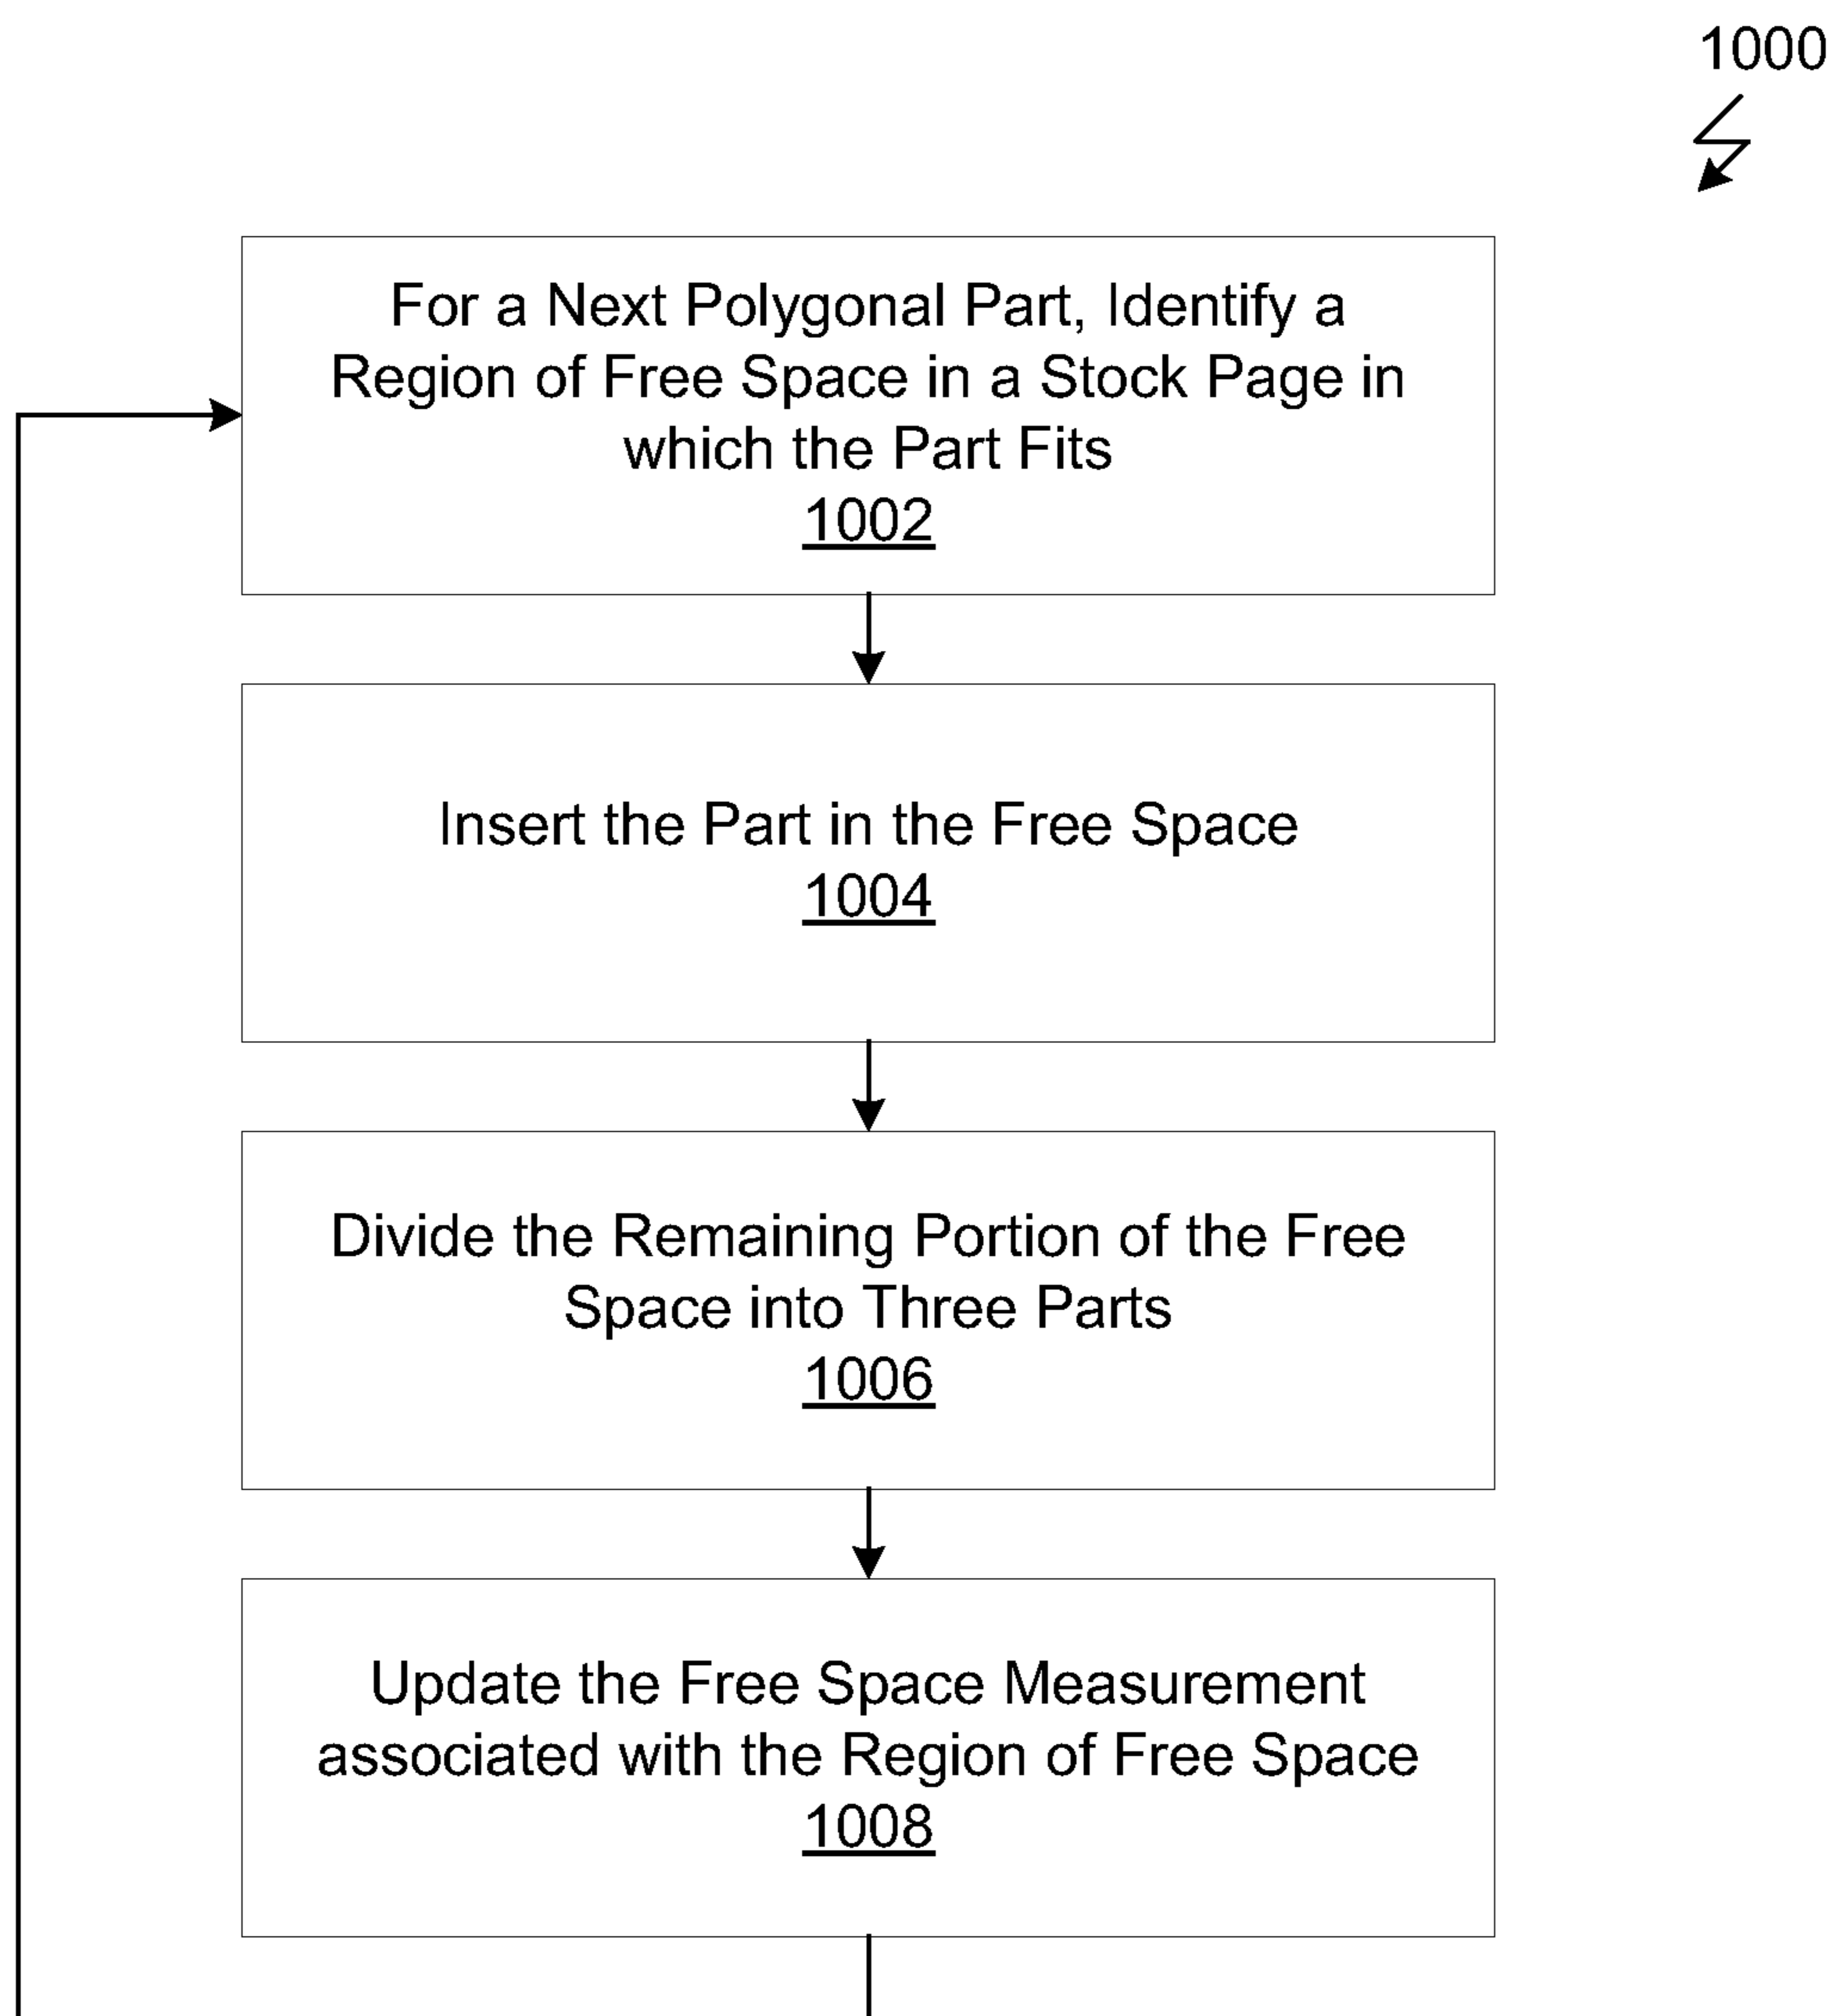 1000
For a Next Polygonal Part, Identify a
Region of Free Space in a Stock Page in
which the Part Fits
1002
Insert the Part in the Free Space
1004
Divide the Remaining Portion of the Free
Space into Three Parts
1006
Update the Free Space Measurement
associated with the Region of Free Space
1008